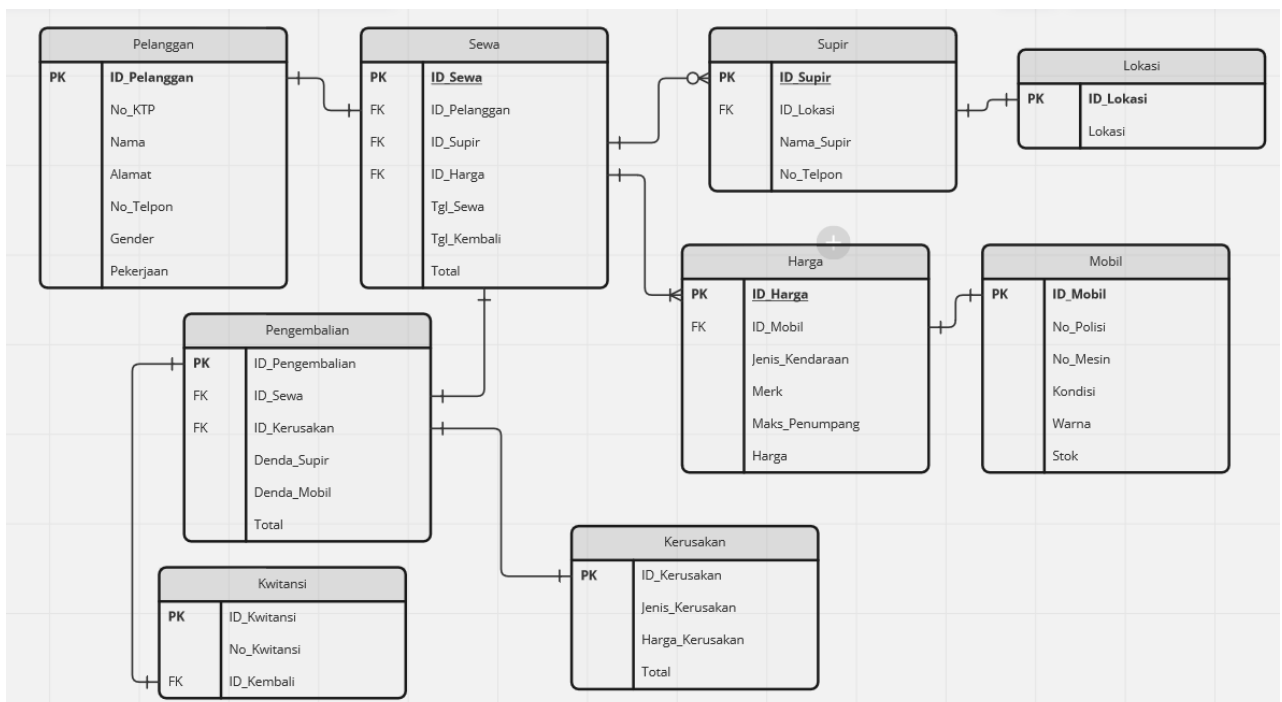 Pelanggan
PK ID_Pelanggan
No_KTP
Nama
Alamat
No_Telpon
Gender
Pekerjaan
Sewa
PK ID_Sewa
FK ID_Pelanggan
FK ID_Supir
FK ID_Harga
Tgl_Sewa
Tgl_Kembali
Total
Supir
PK ID_Supir
FK ID_Lokasi
Nama_Supir
No_Telpon
Lokasi
PK ID_Lokasi
Lokasi
Harga
PK ID_Harga
FK ID_Mobil
Jenis_Kendaraan
Merk
Maks_Penumpang
Harga
Mobil
PK ID_Mobil
No_Polisi
No_Mesin
Kondisi
Warna
Stok
Pengembalian
PK ID_Pengembalian
FK ID_Sewa
FK ID_Kerusakan
Denda_Supir
Denda_Mobil
Total
Kwitansi
PK ID_Kwitansi
No_Kwitansi
FK ID_Kembali
Kerusakan
PK ID_Kerusakan
Jenis_Kerusakan
Harga_Kerusakan
Total